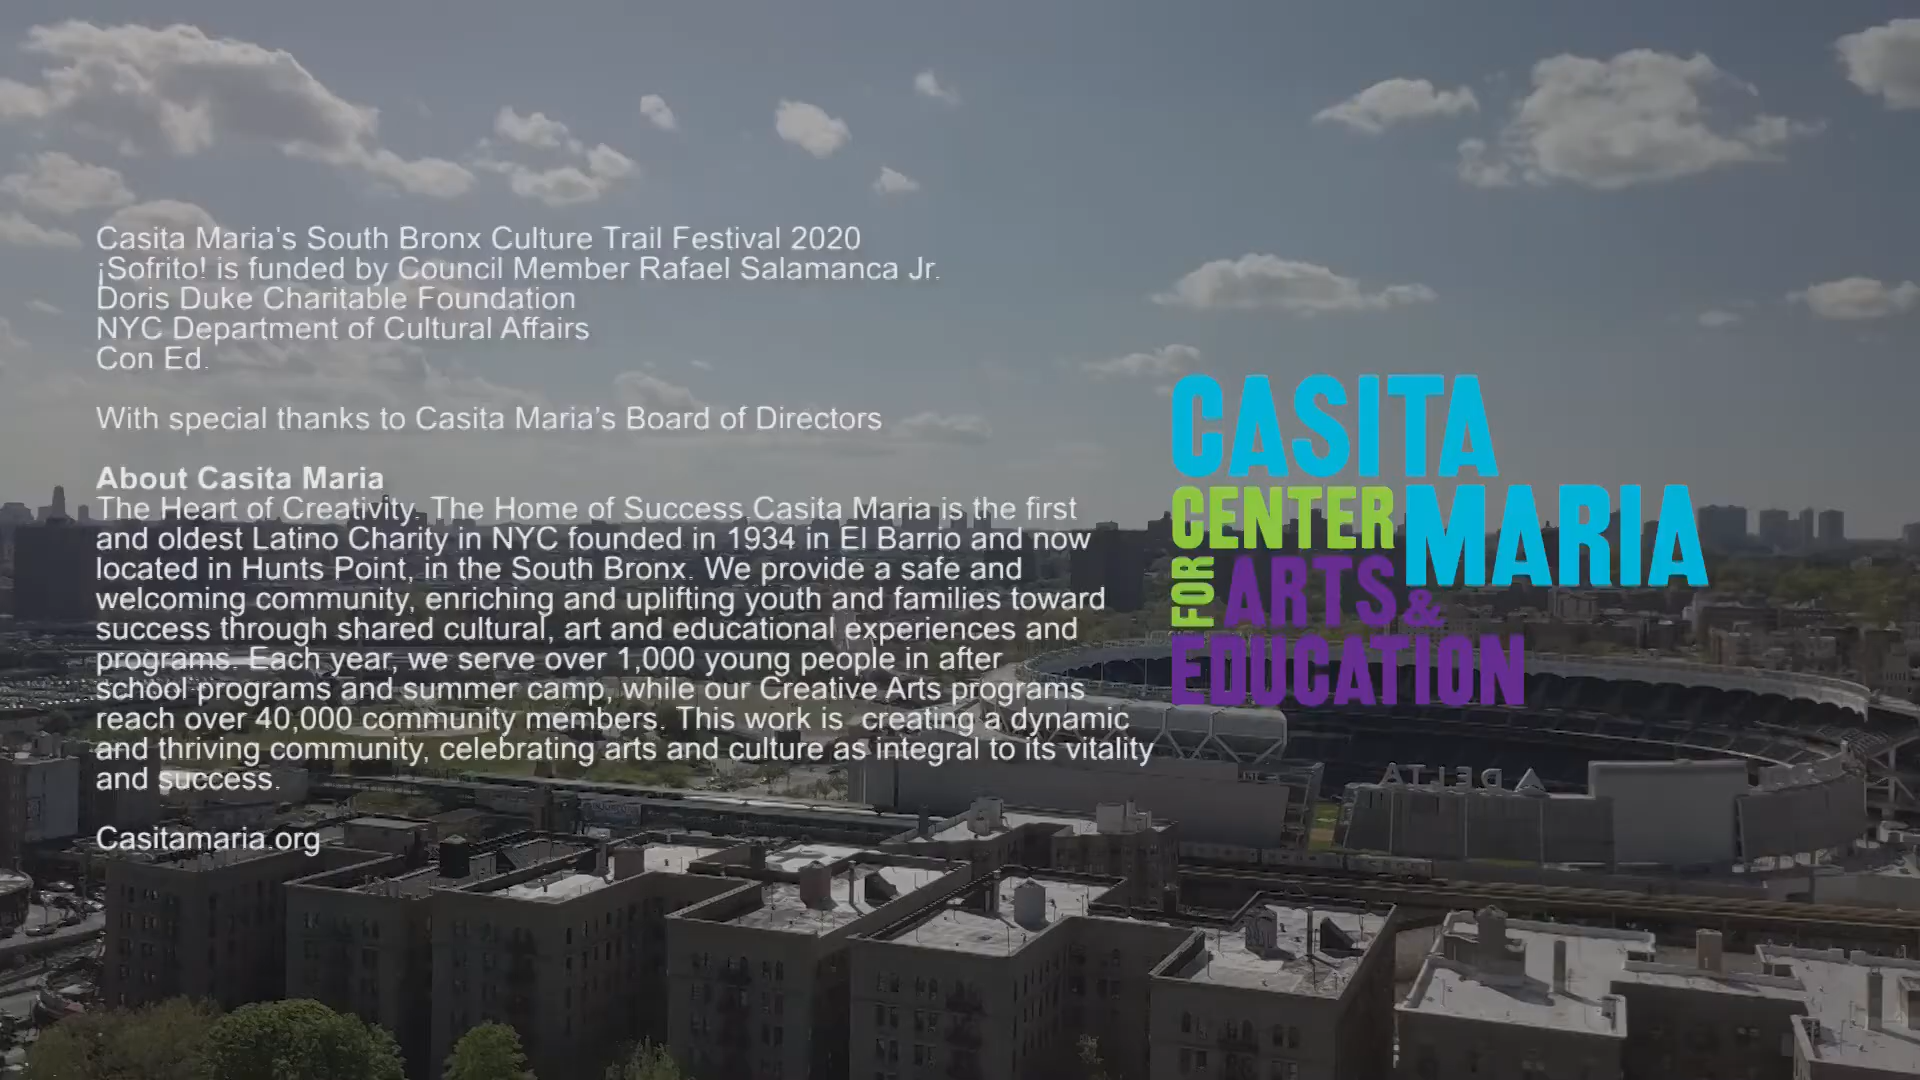 Casita Maria's South Bronx Culture Trail Festival 2020
¡Sofrito! is funded by Council Member Rafael Salamanca Jr.
Doris Duke Charitable Foundation
NYC Department of Cultural Affairs
Con Ed.
With special thanks to Casita Maria's Board of Directors
About Casita Maria
The Heart of Creativity. The Home of Success.Casita Maria is the first
and oldest Latino Charity in NYC founded in 1934 in El Barrio and now
located in Hunts Point, in the South Bronx. We provide a safe and
welcoming community, enriching and uplifting youth and families toward
success through shared cultural, art and educational experiences and
programs. Each year, we serve over 1,000 young people in after
school programs and summer camp, while our Creative Arts programs
reach over 40,000 community members. This work is  creating a dynamic
and thriving community, celebrating arts and culture as integral to its vitality
and success.
Casitamaria.org
CASITA
CENTER MARIA
FOR ARTS &
EDUCATION
DELTA